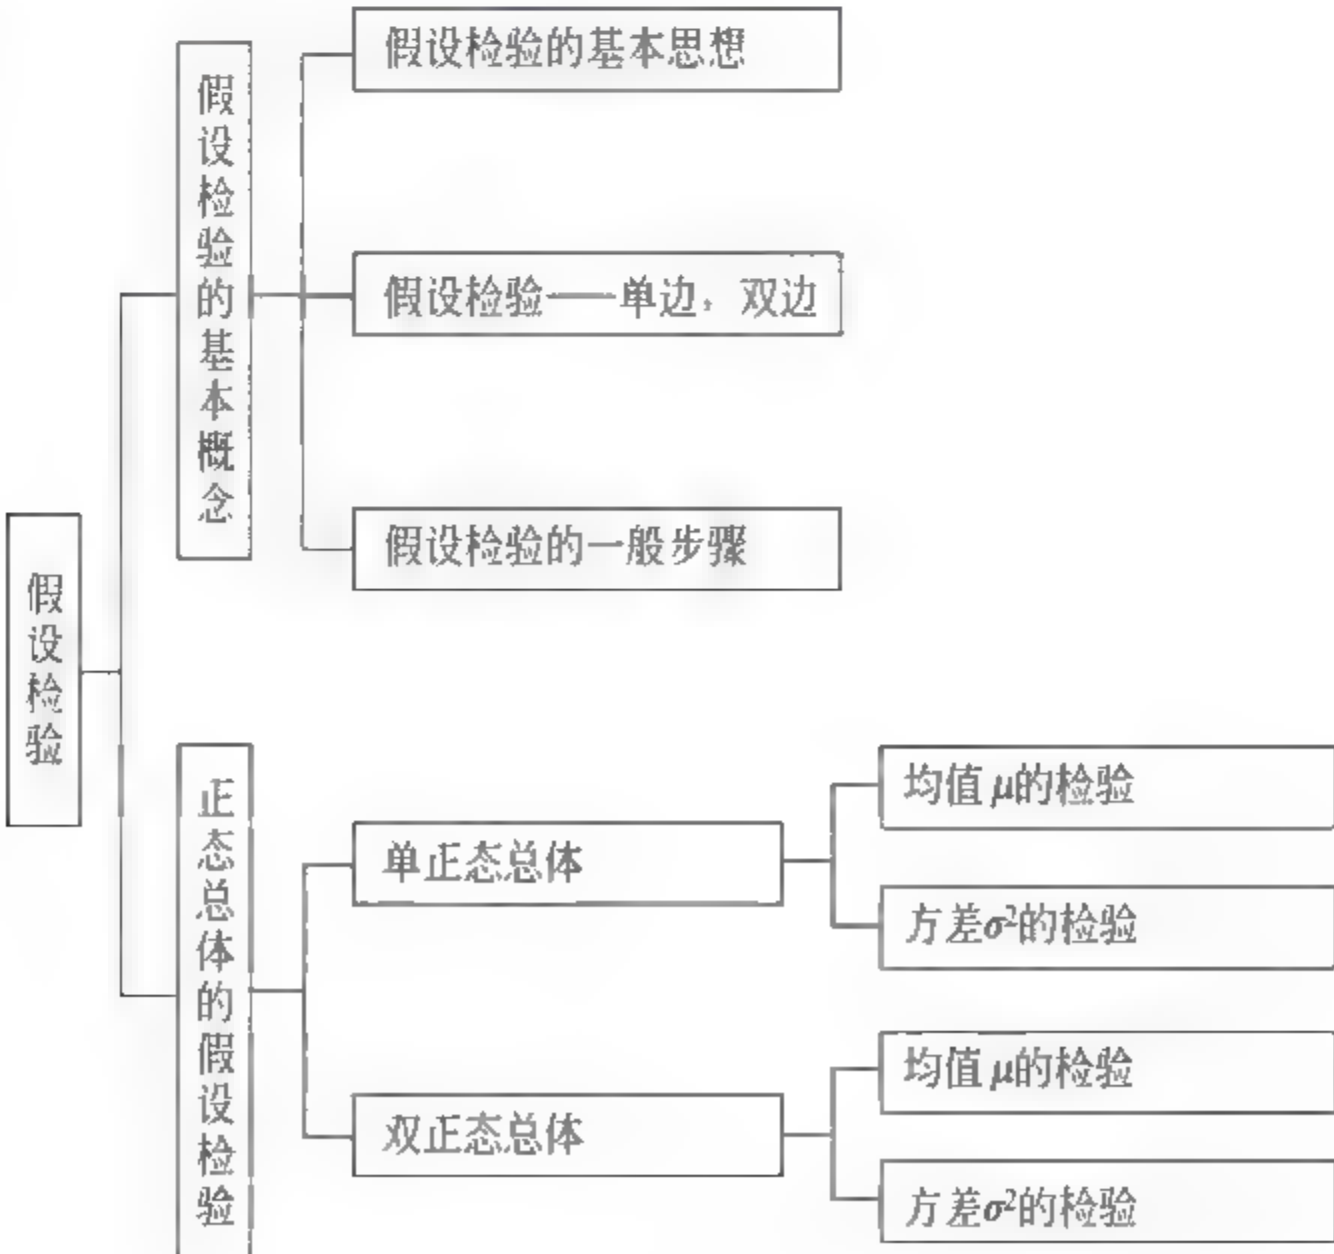 假设检验
假设检验的基本概念
假设检验的基本思想
假设检验——单边，双边
假设检验的一般步骤
正态总体的假设检验
单正态总体
均值μ的检验
方差σ²的检验
双正态总体
均值μ的检验
方差σ²的检验